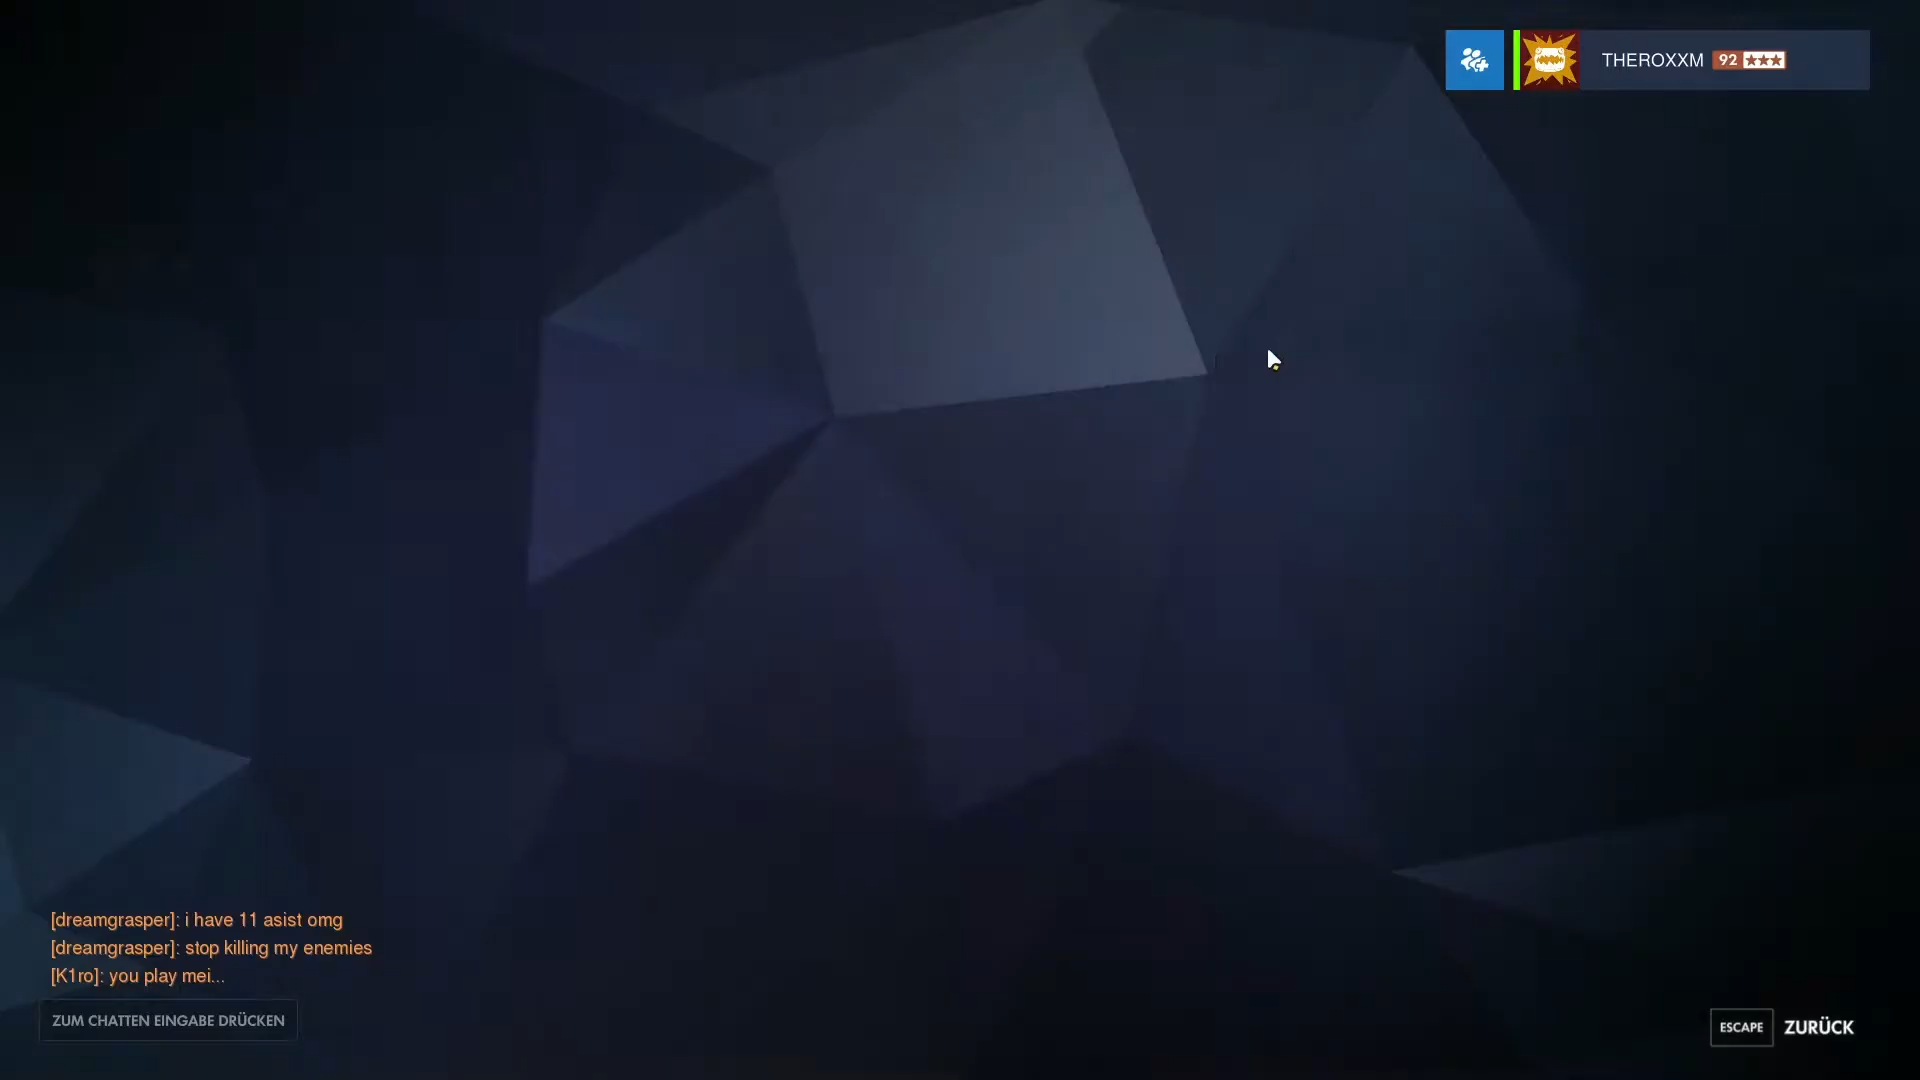 THEROXXM 92
[dreamgrasper]: i have 11 asist omg
[dreamgrasper]: stop killing my enemies
[K1ro]: you play mei...
ZUM CHATTEN EINGABE DRÜCKEN
ESCAPE ZURÜCK